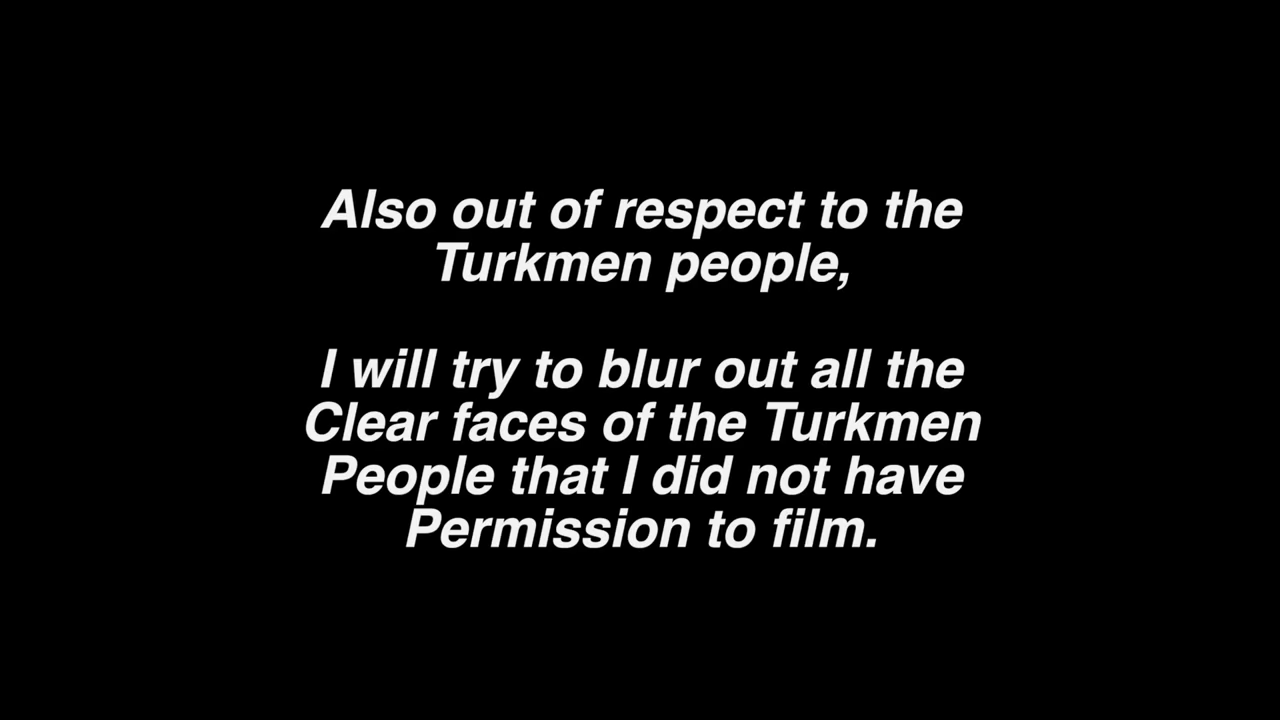 Also out of respect to the
Turkmen people,
I will try to blur out all the
Clear faces of the Turkmen
People that I did not have
Permission to film.